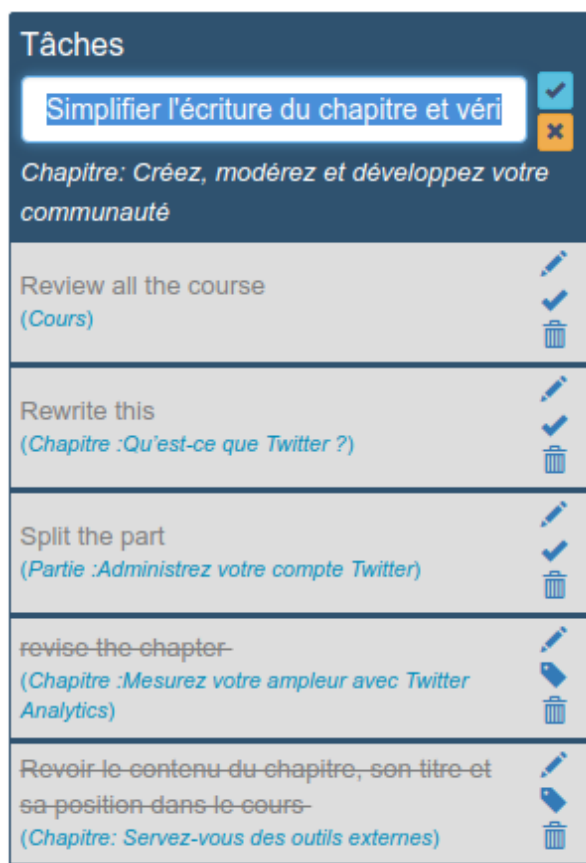 Tâches
Simplifier l'écriture du chapitre et véri
Chapitre: Créez, modérez et développez votre
communauté
Review all the course
(Cours)
Rewrite this
(Chapitre :Qu'est-ce que Twitter ?)
Split the part
(Partie :Administrez votre compte Twitter)
revise the chapter
(Chapitre :Mesurez votre ampleur avec Twitter
Analytics)
Revoir le contenu du chapitre, son titre et
sa position dans le cours
(Chapitre: Servez-vous des outils externes)